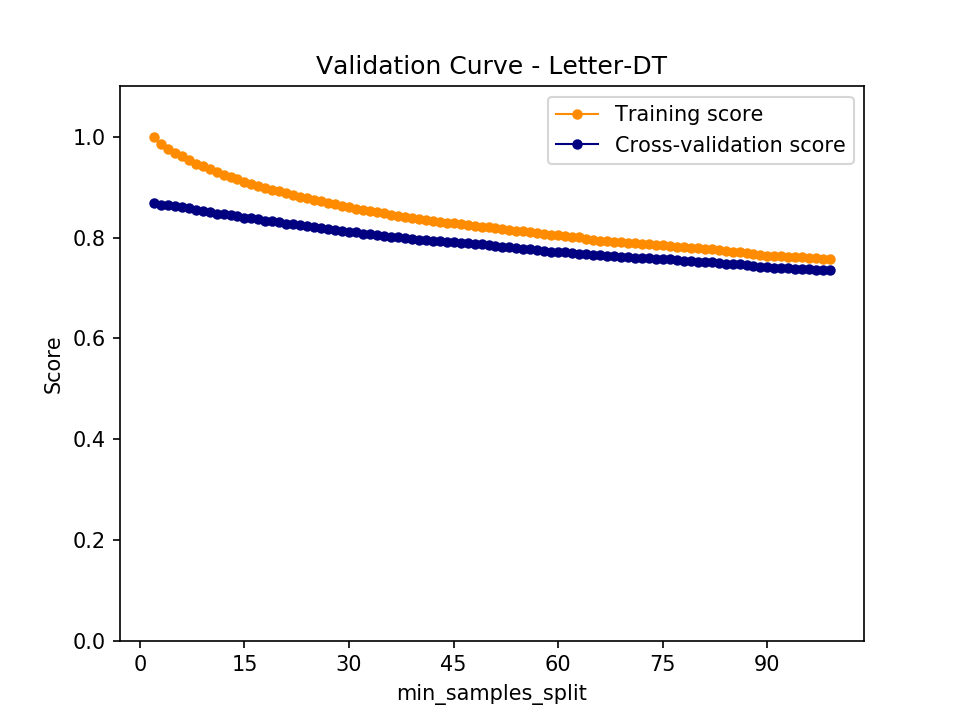 Validation Curve - Letter-DT
Training score
Cross-validation score
1.0
0.8
0.6
0.4
0.2
0.0
Score
0
15
30
45
60
75
90
min_samples_split